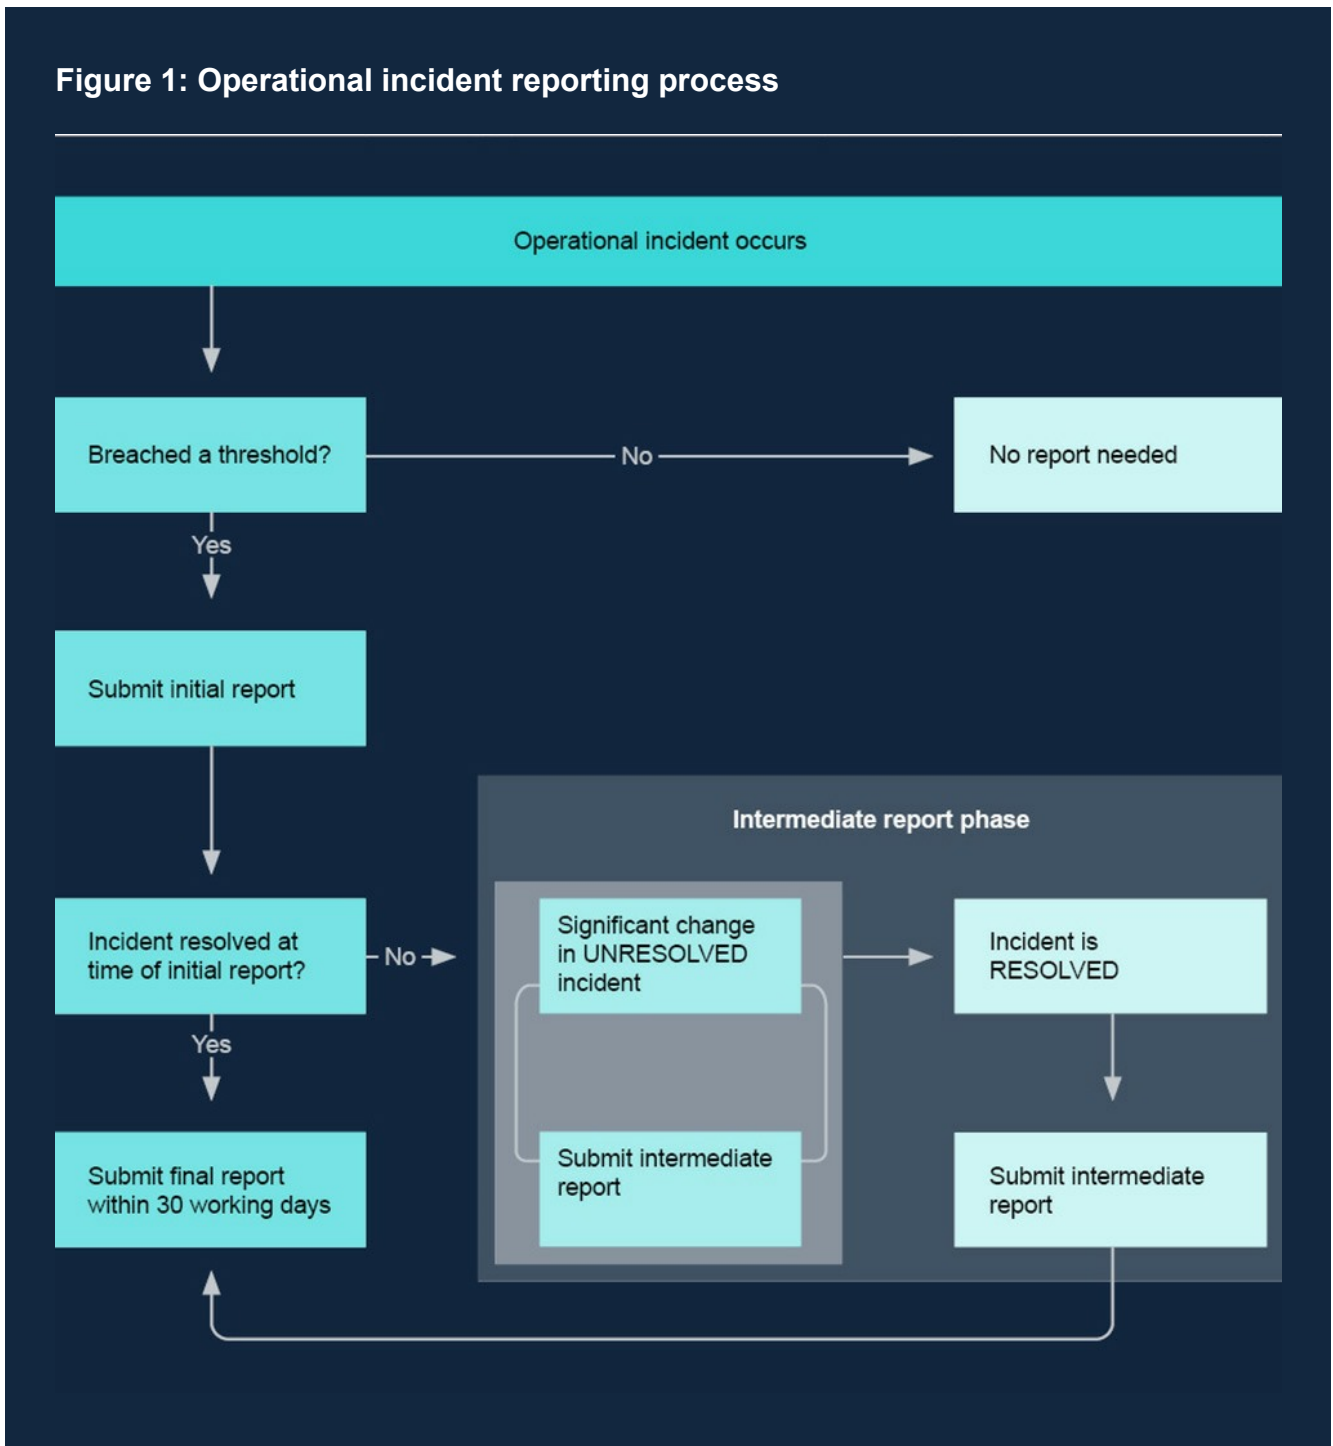 Figure 1: Operational incident reporting process
Operational incident occurs
Breached a threshold?
No
No report needed
Yes
Submit initial report
Intermediate report phase
Incident resolved at
time of initial report?
No
Significant change
in UNRESOLVED
incident
Incident is
RESOLVED
Yes
Submit final report
within 30 working days
Submit intermediate
report
Submit intermediate
report